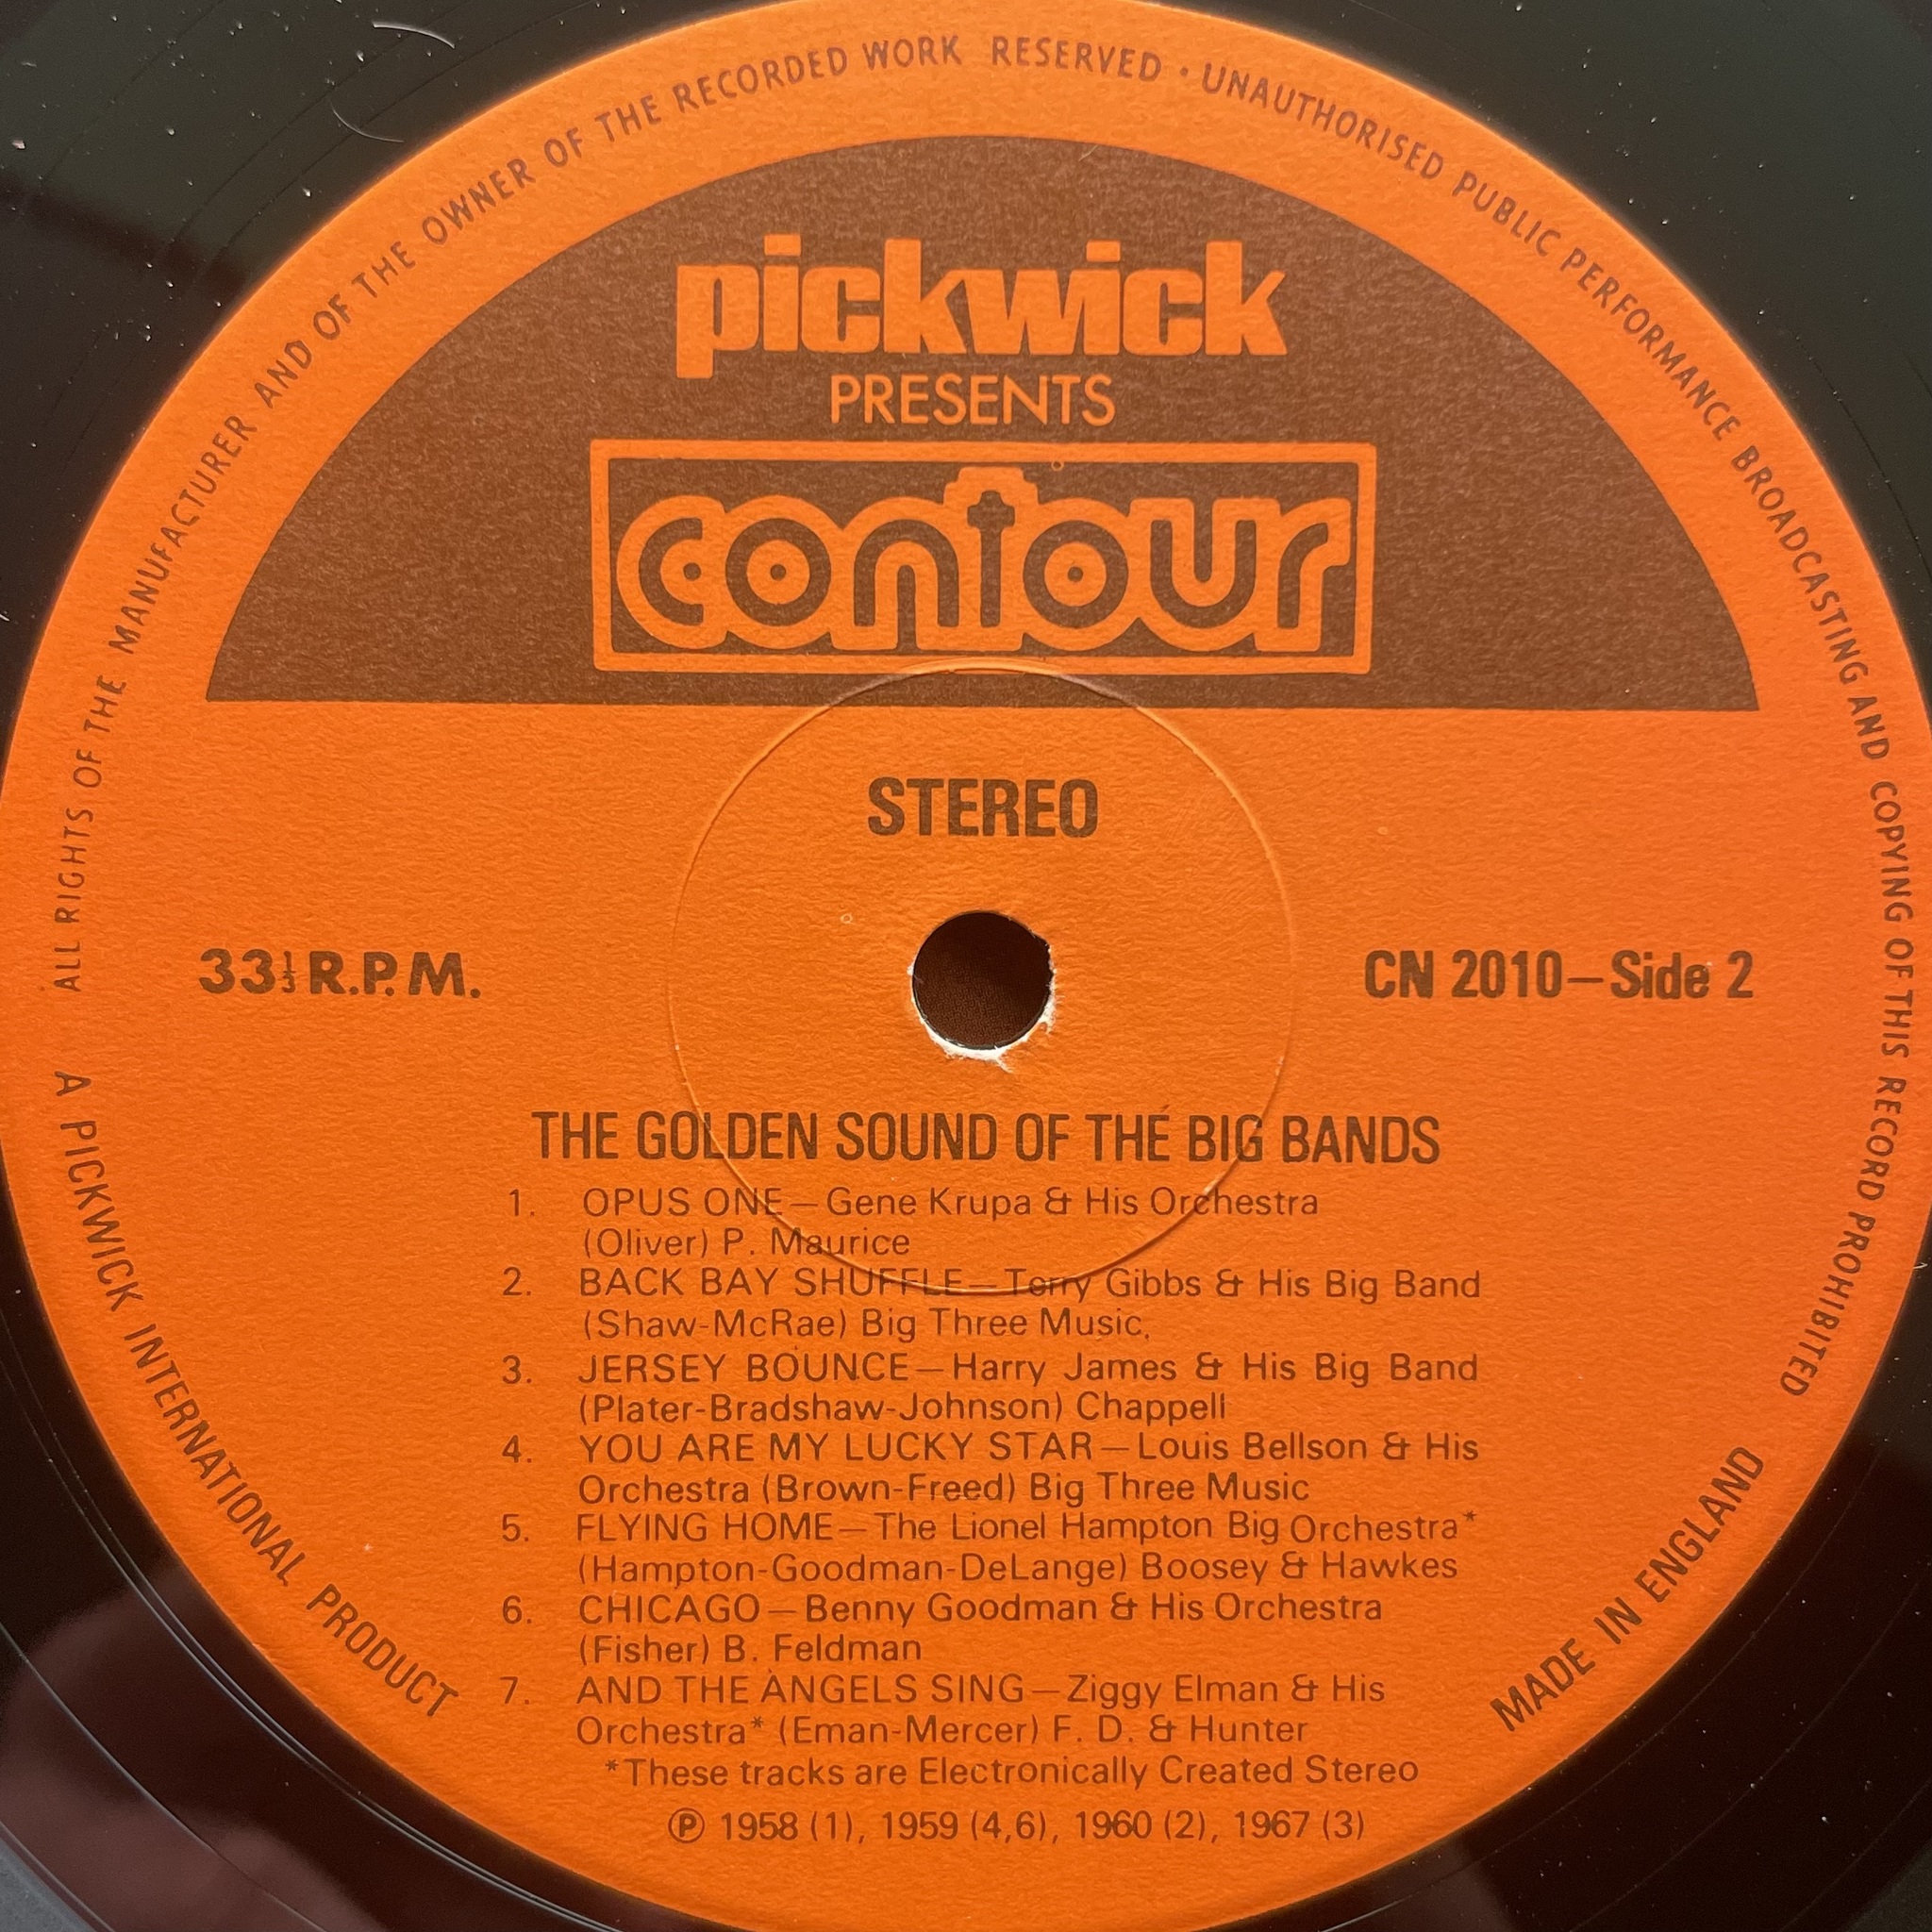 ALL RIGHTS OF THE MANUFACTURER AND OF THE OWNER OF THE RECORDED WORK RESERVED · UNAUTHORISED PUBLIC PERFORMANCE BROADCASTING AND COPYING OF THIS RECORD PROHIBITED
pickwick
PRESENTS
contour
STEREO
33⅓ R.P.M.
CN 2010—Side 2
THE GOLDEN SOUND OF THE BIG BANDS
1. OPUS ONE—Gene Krupa & His Orchestra
(Oliver) P. Maurice
2. BACK BAY SHUFFLE—Terry Gibbs & His Big Band
(Shaw-McRae) Big Three Music,
3. JERSEY BOUNCE—Harry James & His Big Band
(Plater-Bradshaw-Johnson) Chappell
4. YOU ARE MY LUCKY STAR—Louis Bellson & His
Orchestra (Brown-Freed) Big Three Music
5. FLYING HOME—The Lionel Hampton Big Orchestra*
(Hampton-Goodman-DeLange) Boosey & Hawkes
6. CHICAGO—Benny Goodman & His Orchestra
(Fisher) B. Feldman
7. AND THE ANGELS SING—Ziggy Elman & His
Orchestra* (Eman-Mercer) F. D. & Hunter
*These tracks are Electronically Created Stereo
℗ 1958 (1), 1959 (4,6), 1960 (2), 1967 (3)
A PICKWICK INTERNATIONAL PRODUCT
MADE IN ENGLAND